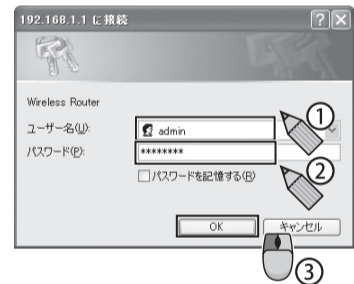 192.168.1.1 に接続
Wireless Router
ユーザー名(U):
admin
①
パスワード(P):
********
②
パスワードを記憶する(R)
OK
キャンセル
③